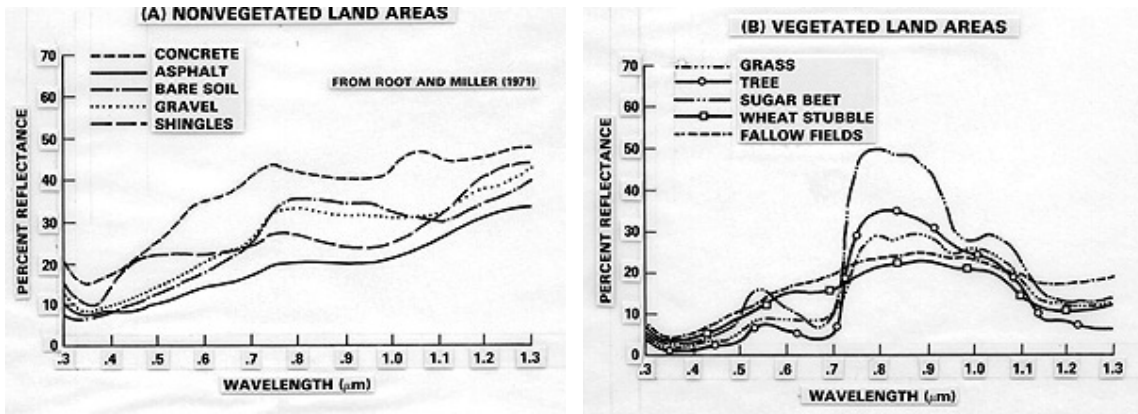 (A) NONVEGETATED LAND AREAS
70
60
50
40
30
20
10
0
PERCENT REFLECTANCE
CONCRETE
ASPHALT
BARE SOIL
GRAVEL
SHINGLES
FROM ROOT AND MILLER (1971)
.3 .4 .5 .6 .7 .8 .9 1.0 1.1 1.2 1.3
WAVELENGTH (μm)
(B) VEGETATED LAND AREAS
70
60
50
40
30
20
10
0
PERCENT REFLECTANCE
GRASS
TREE
SUGAR BEET
WHEAT STUBBLE
FALLOW FIELDS
.3 .4 .5 .6 .7 .8 .9 1.0 1.1 1.2 1.3
WAVELENGTH (μm)